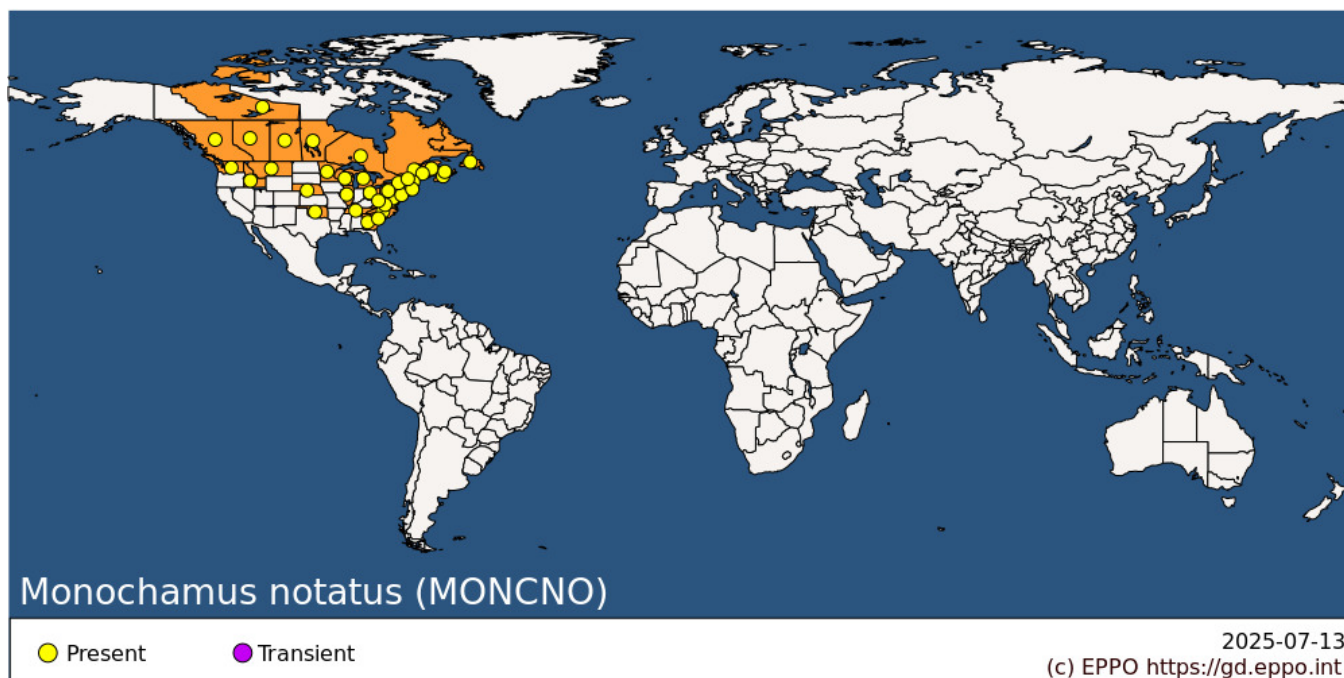 Monochamus notatus (MONCNO)
Present
Transient
2025-07-13
(c) EPPO https://gd.eppo.int